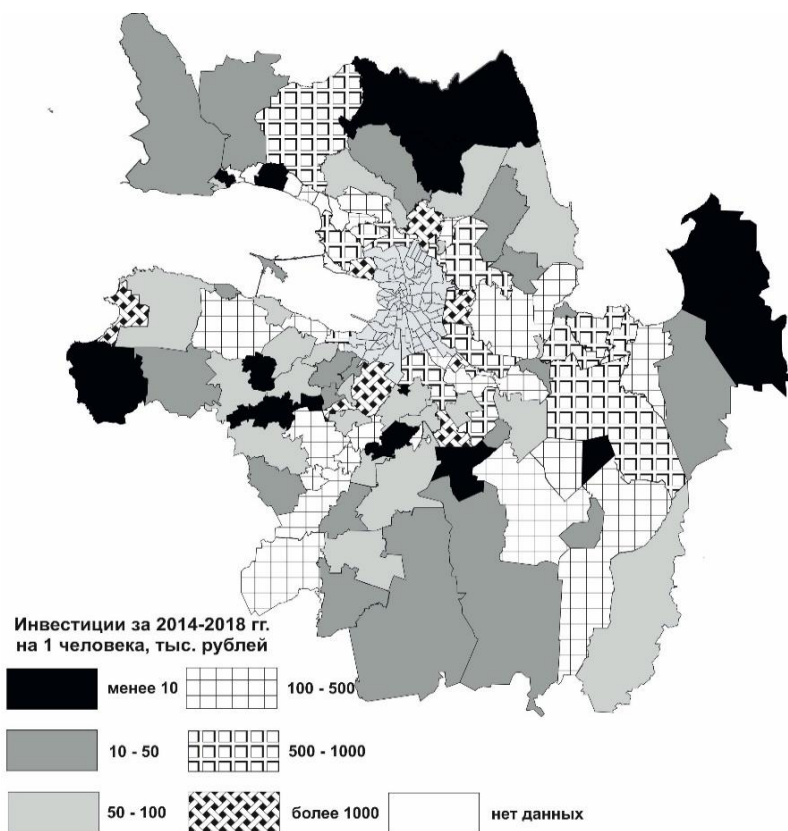 Инвестиции за 2014-2018 гг.
на 1 человека, тыс. рублей
менее 10
100 - 500
10 - 50
500 - 1000
50 - 100
более 1000
нет данных